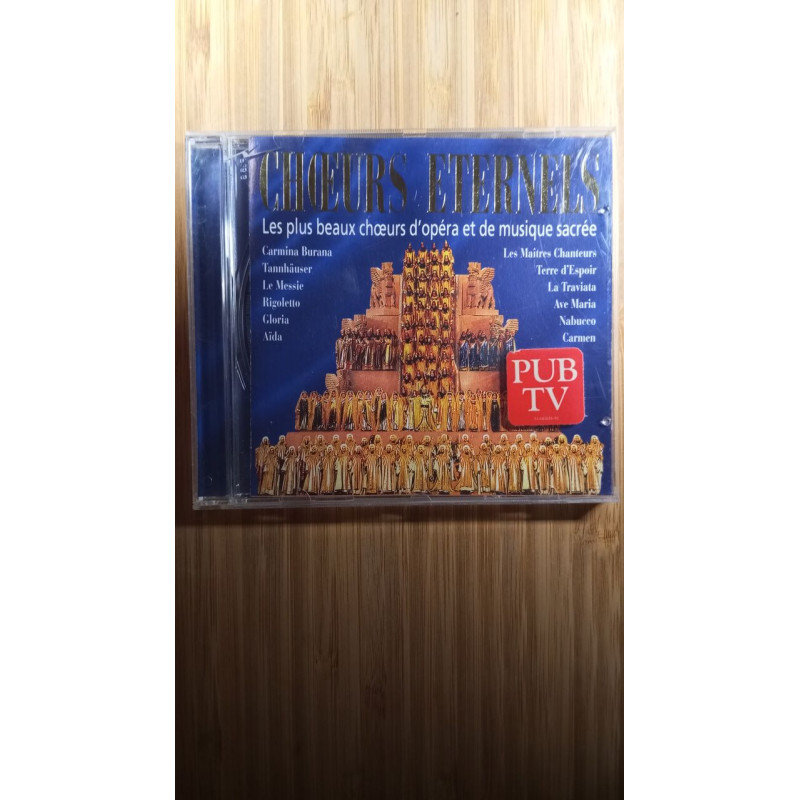 CHŒURS ETERNELS
Les plus beaux chœurs d'opéra et de musique sacrée
Carmina Burana
Tannhäuser
Le Messie
Rigoletto
Gloria
Aïda
Les Maitres Chanteurs
Terre d'Espoir
La Traviata
Ave Maria
Nabucco
Carmen
PUB
TV